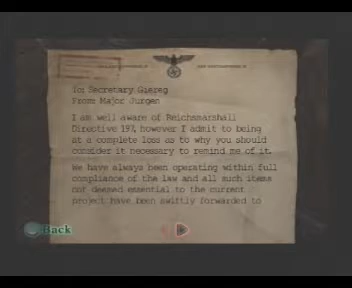 To: Secretary Giereg
From Major Jurgen
I am well aware of Reichsmarshall
Directive 197, however I admit to being
at a complete loss as to why you should
consider it necessary to remind me of it.
We have always been operating within full
compliance of the law and all such items
not deemed essential to the current
project have been swiftly forwarded to
Back